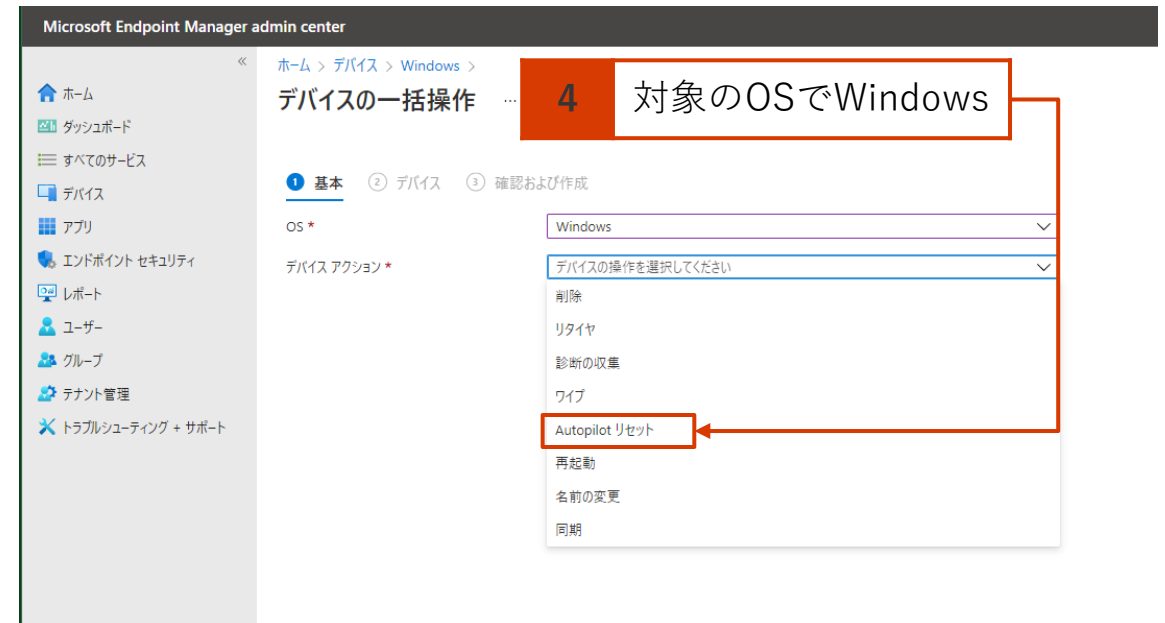 Microsoft Endpoint Manager admin center
«
ホーム
ダッシュボード
すべてのサービス
デバイス
アプリ
エンドポイント セキュリティ
レポート
ユーザー
グループ
テナント管理
トラブルシューティング + サポート
ホーム > デバイス > Windows >
デバイスの一括操作 …
4 対象のOSでWindows
1 基本 2 デバイス 3 確認および作成
OS * Windows
デバイス アクション * デバイスの操作を選択してください
削除
リタイヤ
診断の収集
ワイプ
Autopilot リセット
再起動
名前の変更
同期